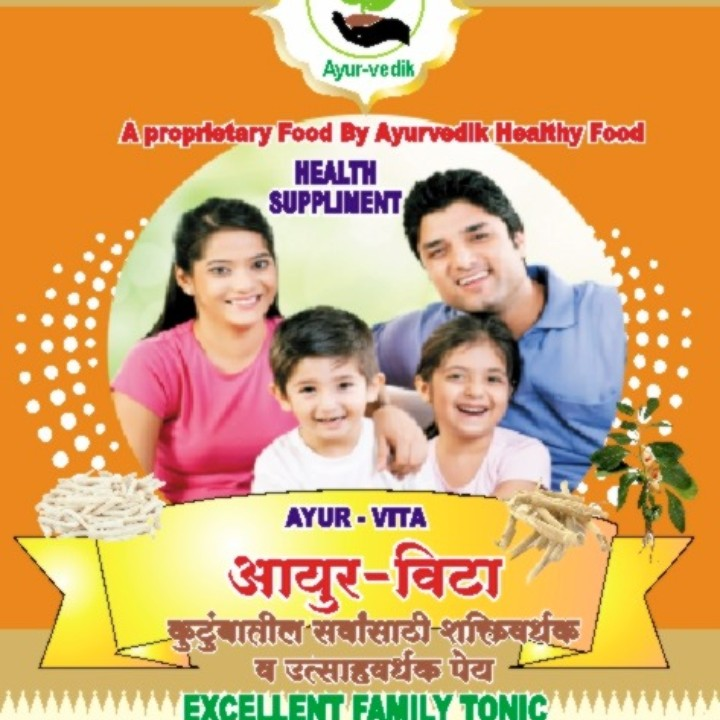 Ayur-vedik
A proprietary Food By Ayurvedik Healthy Food
HEALTH
SUPPLIMENT
AYUR - VITA
आयुर-विटा
कुटुंबातील सर्वांसाठी शक्तिवर्धक
व उत्साहवर्धक पेय
EXCELLENT FAMILY TONIC